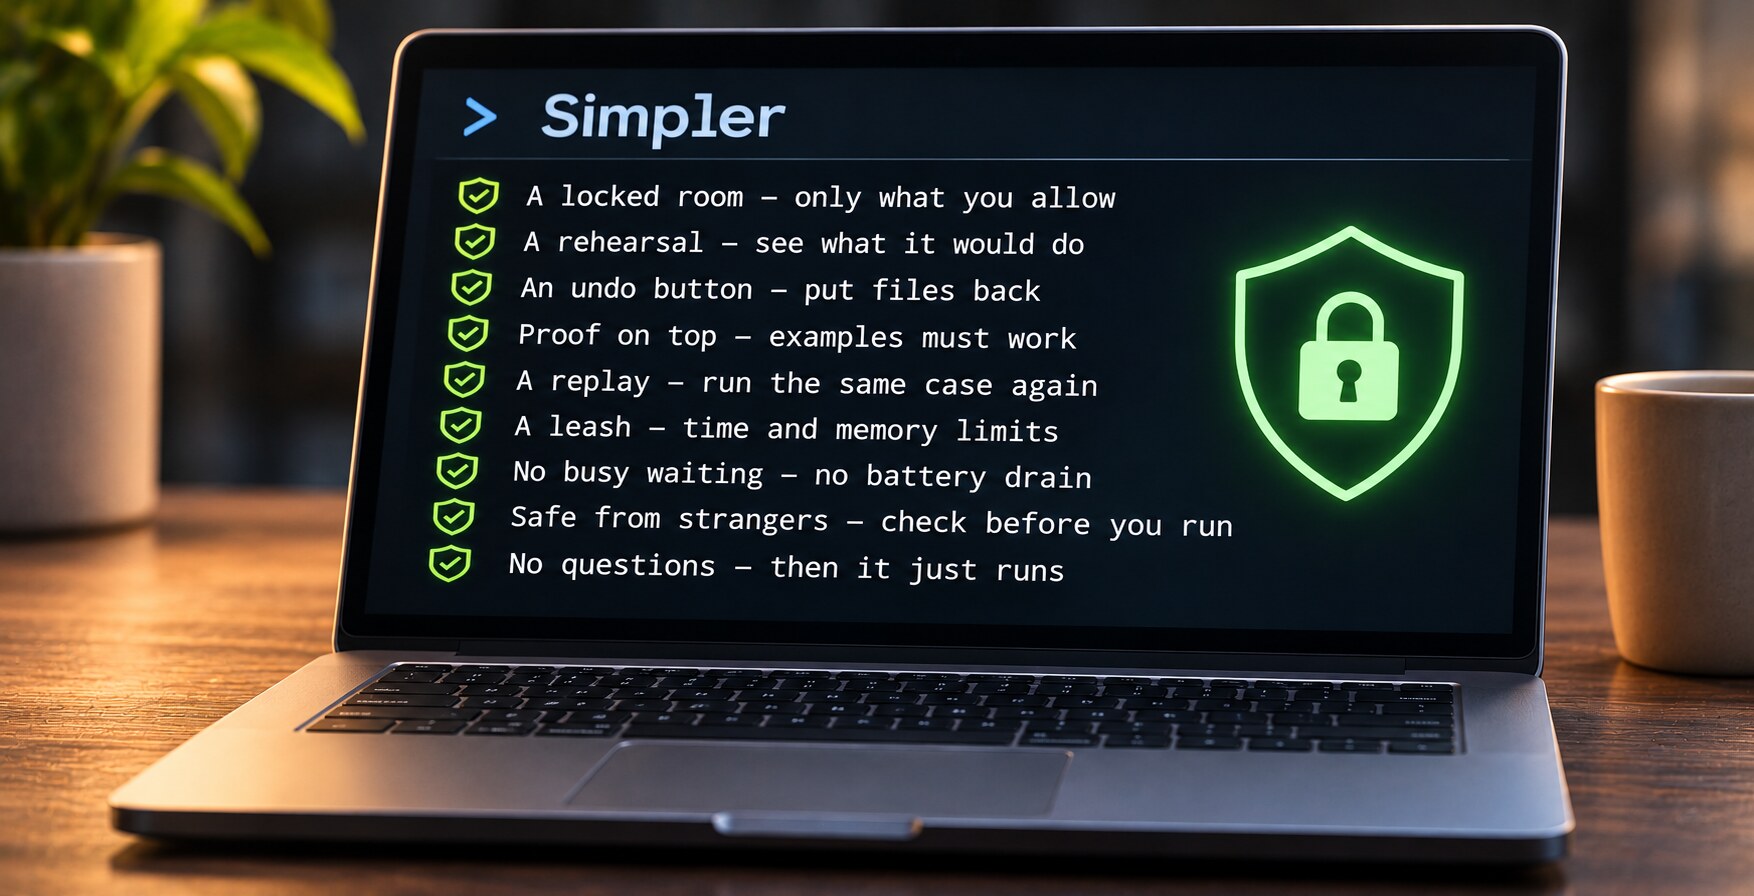 > Simpler
A locked room — only what you allow
A rehearsal — see what it would do
An undo button — put files back
Proof on top — examples must work
A replay — run the same case again
A leash — time and memory limits
No busy waiting — no battery drain
Safe from strangers — check before you run
No questions — then it just runs